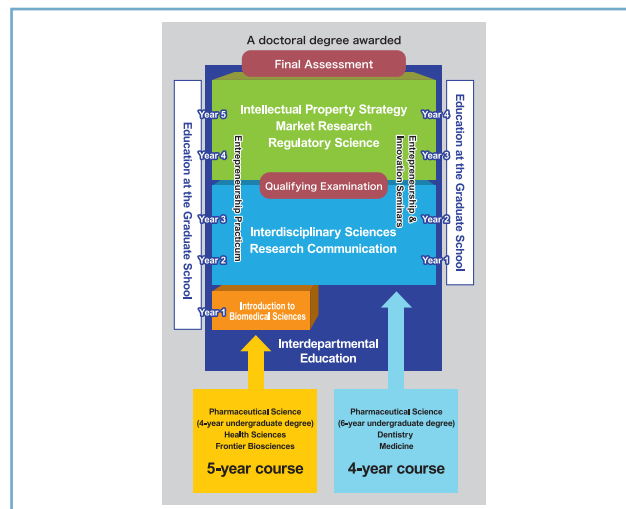 A doctoral degree awarded
Final Assessment
Education at the Graduate School
Year 5
Year 4
Year 3
Year 2
Year 1
Entrepreneurship Practicum
Intellectual Property Strategy
Market Research
Regulatory Science
Qualifying Examination
Interdisciplinary Sciences
Research Communication
Entrepreneurship &
Innovation Seminars
Year 4
Year 3
Year 2
Year 1
Education at the Graduate School
Introduction to
Biomedical Sciences
Interdepartmental
Education
Pharmaceutical Science
(4-year undergraduate degree)
Health Sciences
Frontier Biosciences
5-year course
Pharmaceutical Science
(6-year undergraduate degree)
Dentistry
Medicine
4-year course